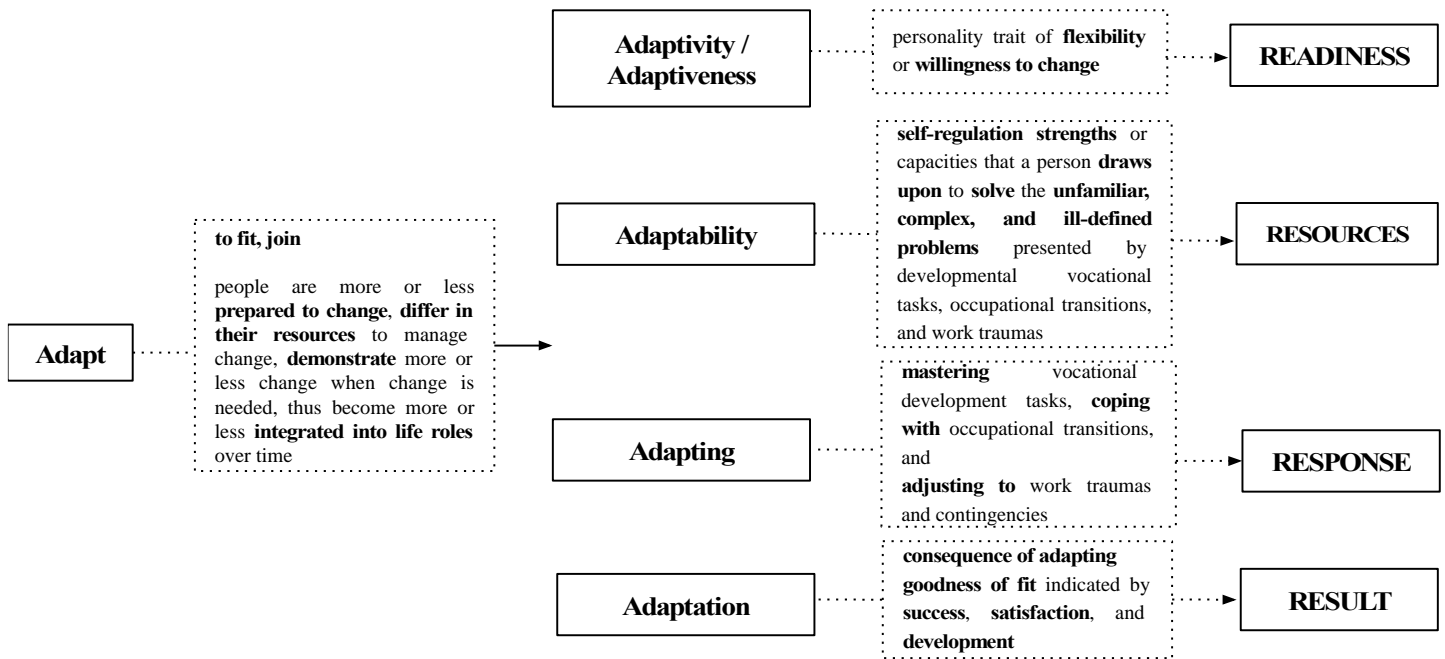 Adapt
to fit, join
people are more or less
prepared to change, differ in
their resources to manage
change, demonstrate more or
less change when change is
needed, thus become more or
less integrated into life roles
over time
Adaptivity /
Adaptiveness
personality trait of flexibility
or willingness to change
READINESS
Adaptability
self-regulation strengths or
capacities that a person draws
upon to solve the unfamiliar,
complex, and ill-defined
problems presented by
developmental vocational
tasks, occupational transitions,
and work traumas
RESOURCES
Adapting
mastering vocational
development tasks, coping
with occupational transitions,
and
adjusting to work traumas
and contingencies
RESPONSE
Adaptation
consequence of adapting
goodness of fit indicated by
success, satisfaction, and
development
RESULT